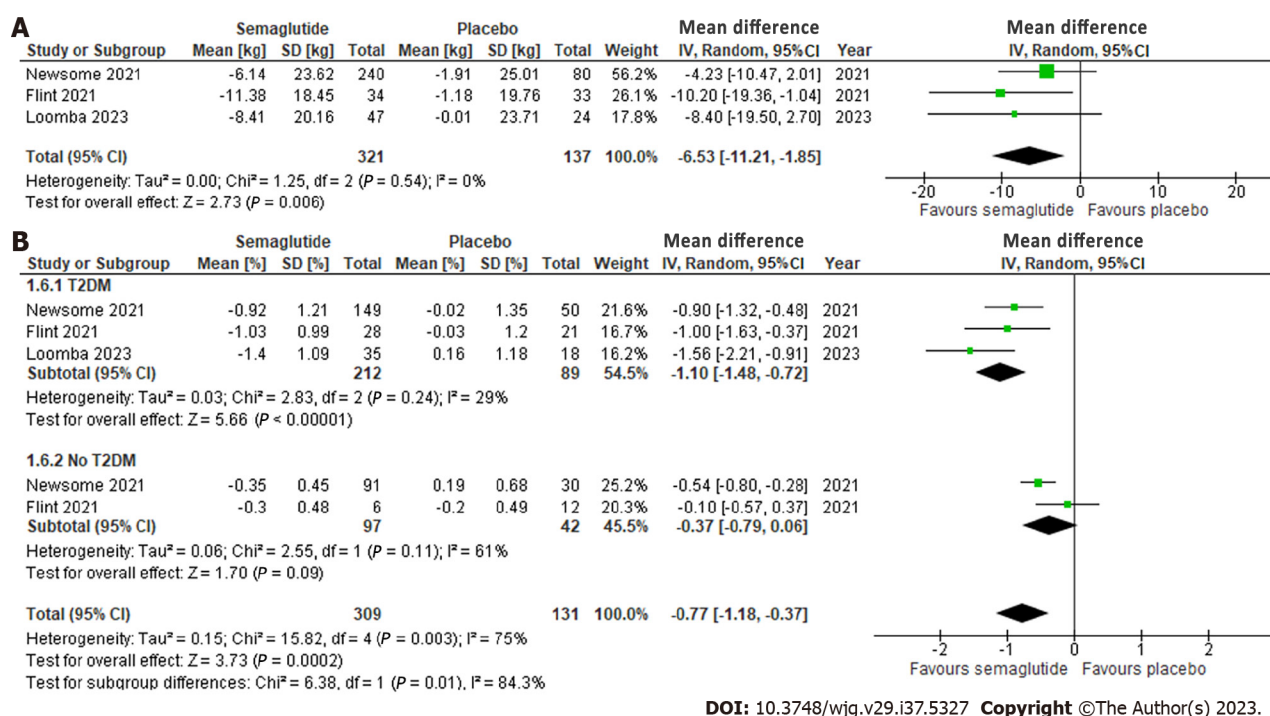 A
Semaglutide Placebo Mean difference Mean difference
Study or Subgroup Mean [kg] SD [kg] Total Mean [kg] SD [kg] Total Weight IV, Random, 95%CI Year IV, Random, 95%CI
Newsome 2021 -6.14 23.62 240 -1.91 25.01 80 56.2% -4.23 [-10.47, 2.01] 2021
Flint 2021 -11.38 18.45 34 -1.18 19.76 33 26.1% -10.20 [-19.36, -1.04] 2021
Loomba 2023 -8.41 20.16 47 -0.01 23.71 24 17.8% -8.40 [-19.50, 2.70] 2023
Total (95% CI) 321 137 100.0% -6.53 [-11.21, -1.85]
Heterogeneity: Tau² = 0.00; Chi² = 1.25, df = 2 (P = 0.54); I² = 0%
Test for overall effect: Z = 2.73 (P = 0.006)
-20 -10 0 10 20
Favours semaglutide Favours placebo
B
Semaglutide Placebo Mean difference Mean difference
Study or Subgroup Mean [%] SD [%] Total Mean [%] SD [%] Total Weight IV, Random, 95%CI Year IV, Random, 95%CI
1.6.1 T2DM
Newsome 2021 -0.92 1.21 149 -0.02 1.35 50 21.6% -0.90 [-1.32, -0.48] 2021
Flint 2021 -1.03 0.99 28 -0.03 1.2 21 16.7% -1.00 [-1.63, -0.37] 2021
Loomba 2023 -1.4 1.09 35 0.16 1.18 18 16.2% -1.56 [-2.21, -0.91] 2023
Subtotal (95% CI) 212 89 54.5% -1.10 [-1.48, -0.72]
Heterogeneity: Tau² = 0.03; Chi² = 2.83, df = 2 (P = 0.24); I² = 29%
Test for overall effect: Z = 5.66 (P < 0.00001)
1.6.2 No T2DM
Newsome 2021 -0.35 0.45 91 0.19 0.68 30 25.2% -0.54 [-0.80, -0.28] 2021
Flint 2021 -0.3 0.48 6 -0.2 0.49 12 20.3% -0.10 [-0.57, 0.37] 2021
Subtotal (95% CI) 97 42 45.5% -0.37 [-0.79, 0.06]
Heterogeneity: Tau² = 0.06; Chi² = 2.55, df = 1 (P = 0.11); I² = 61%
Test for overall effect: Z = 1.70 (P = 0.09)
Total (95% CI) 309 131 100.0% -0.77 [-1.18, -0.37]
Heterogeneity: Tau² = 0.15; Chi² = 15.82, df = 4 (P = 0.003); I² = 75%
Test for overall effect: Z = 3.73 (P = 0.0002)
Test for subgroup differences: Chi² = 6.38, df = 1 (P = 0.01), I² = 84.3%
-2 -1 0 1 2
Favours semaglutide Favours placebo
DOI: 10.3748/wjg.v29.i37.5327 Copyright ©The Author(s) 2023.